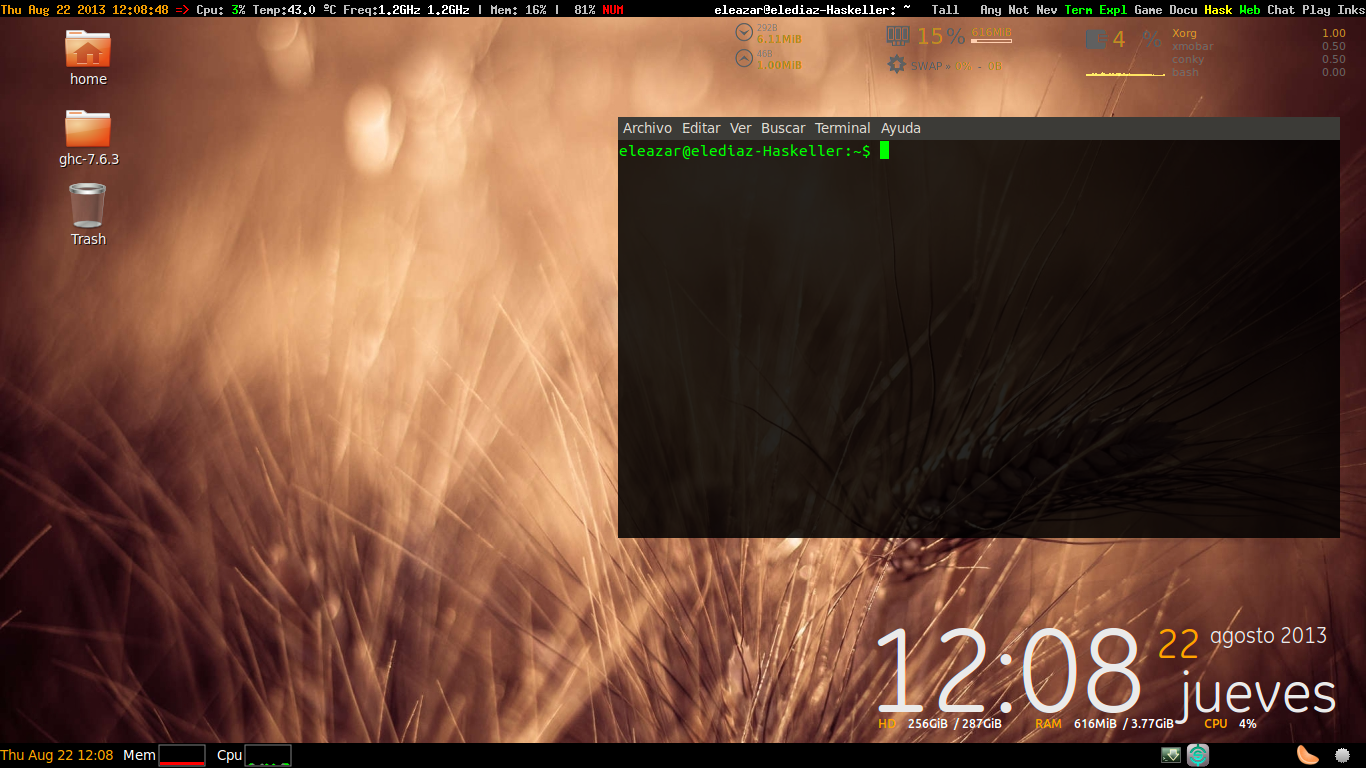 Thu Aug 22 2013 12:08:48 => Cpu: 3% Temp:43.0 ºC Freq:1.2GHz 1.2GHz | Mem: 16% | 81% NUM eleazar@elediaz-Haskeller: ~ Tall Any Not Nev Term Expl Game Docu Hask Web Chat Play Inks
292B
6.11MiB
46B
1.00MiB
15% 616MiB
SWAP » 0% - 0B
4 %
Xorg 1.00
xmobar 0.50
conky 0.50
bash 0.00
home
ghc-7.6.3
Trash
Archivo Editar Ver Buscar Terminal Ayuda
eleazar@elediaz-Haskeller:~$
12:08 22 agosto 2013
jueves
HD 256GiB / 287GiB RAM 616MiB / 3.77GiB CPU 4%
Thu Aug 22 12:08 Mem Cpu